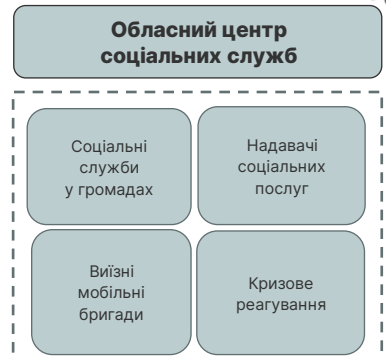 Обласний центр
соціальних служб
Соціальні
служби
у громадах
Надавачі
соціальних
послуг
Виїзні
мобільні
бригади
Кризове
реагування